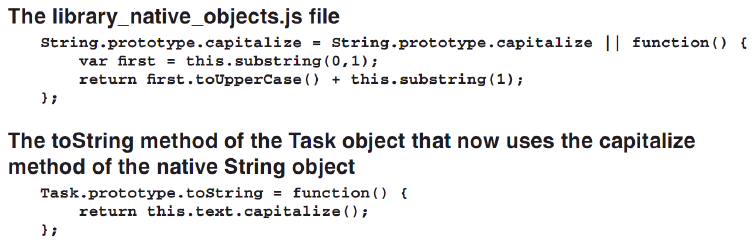 The library_native_objects.js file
String.prototype.capitalize = String.prototype.capitalize || function() {
    var first = this.substring(0,1);
    return first.toUpperCase() + this.substring(1);
};
The toString method of the Task object that now uses the capitalize
method of the native String object
Task.prototype.toString = function() {
    return this.text.capitalize();
};